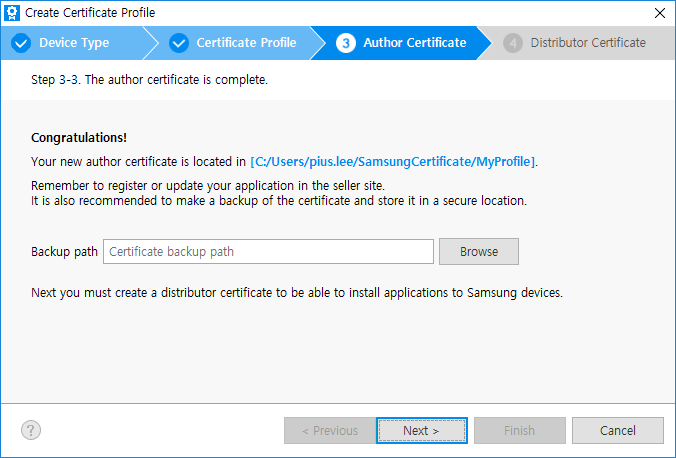 Create Certificate Profile
Device Type
Certificate Profile
3 Author Certificate
4 Distributor Certificate
Step 3-3. The author certificate is complete.
Congratulations!
Your new author certificate is located in [C:/Users/pius.lee/SamsungCertificate/MyProfile].
Remember to register or update your application in the seller site.
It is also recommended to make a backup of the certificate and store it in a secure location.
Backup path Certificate backup path Browse
Next you must create a distributor certificate to be able to install applications to Samsung devices.
? < Previous Next > Finish Cancel